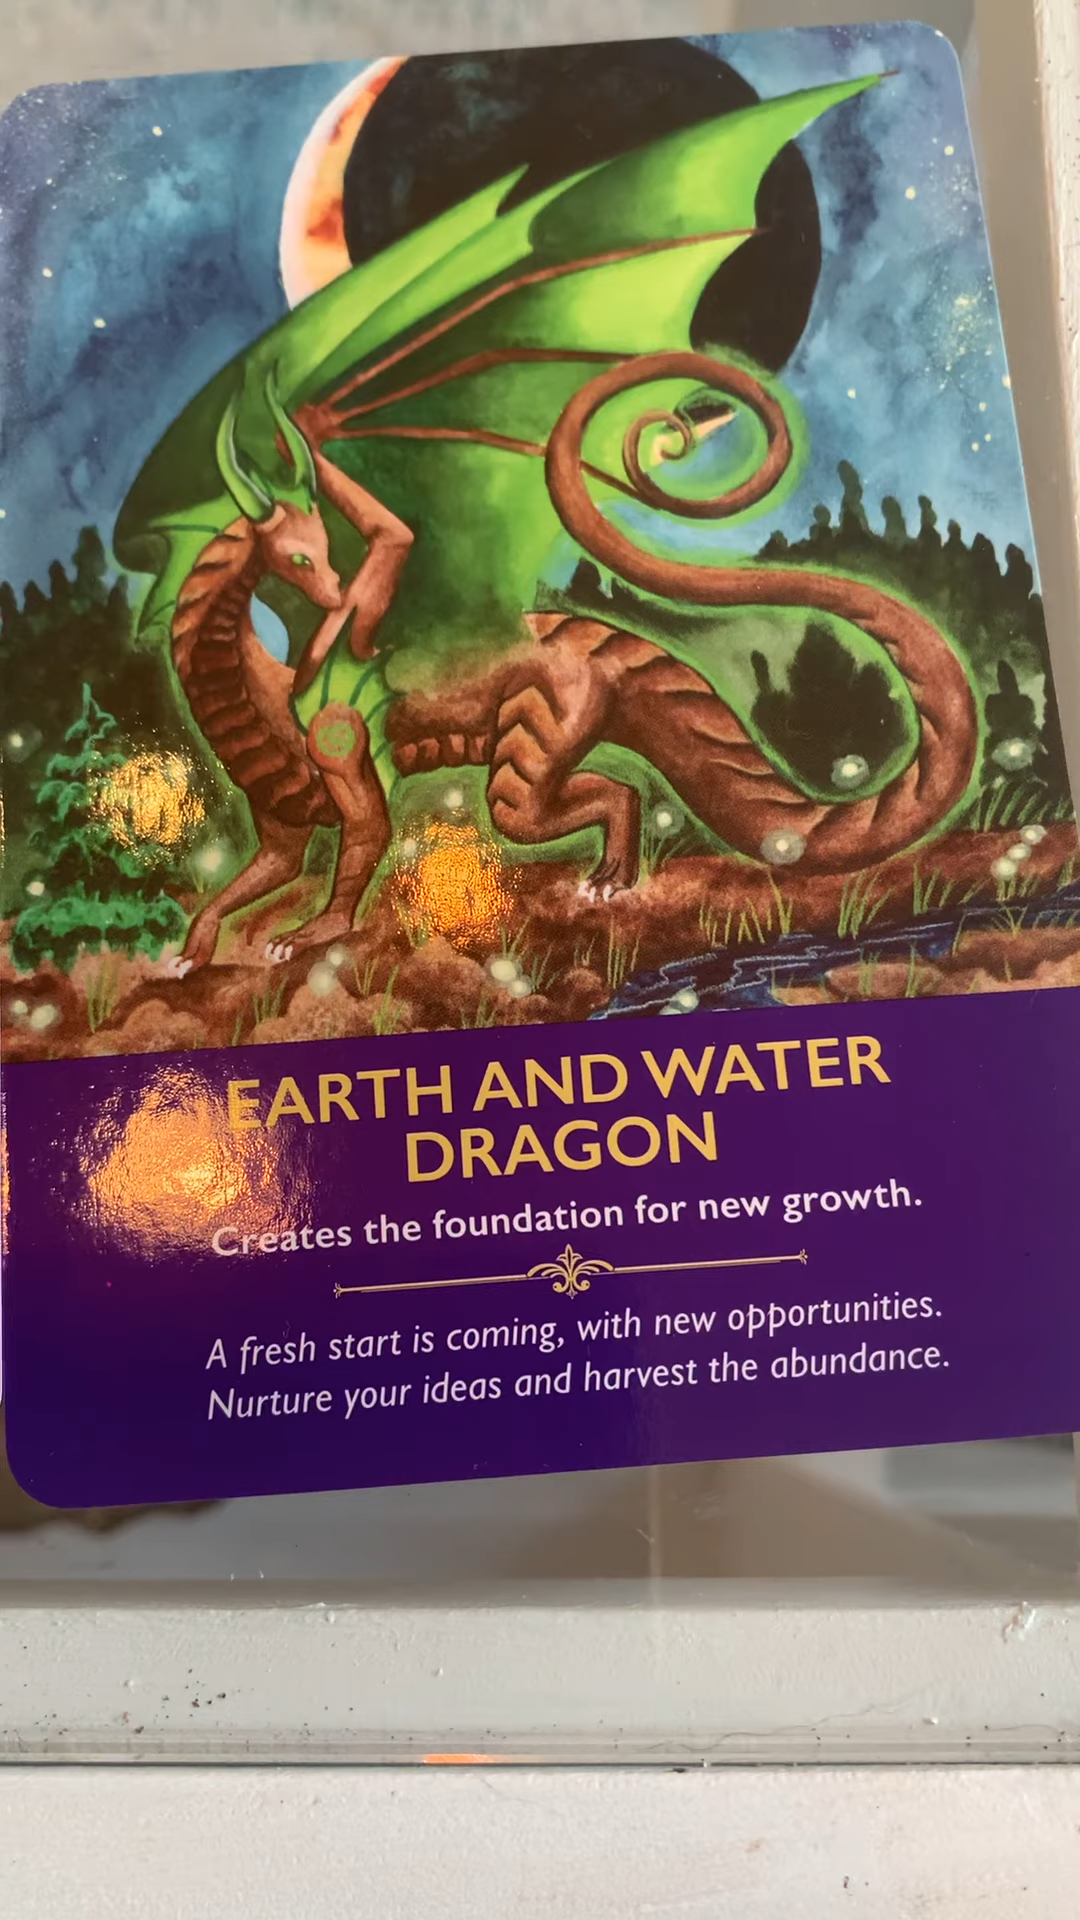 EARTH AND WATER
DRAGON
Creates the foundation for new growth.
A fresh start is coming, with new opportunities.
Nurture your ideas and harvest the abundance.